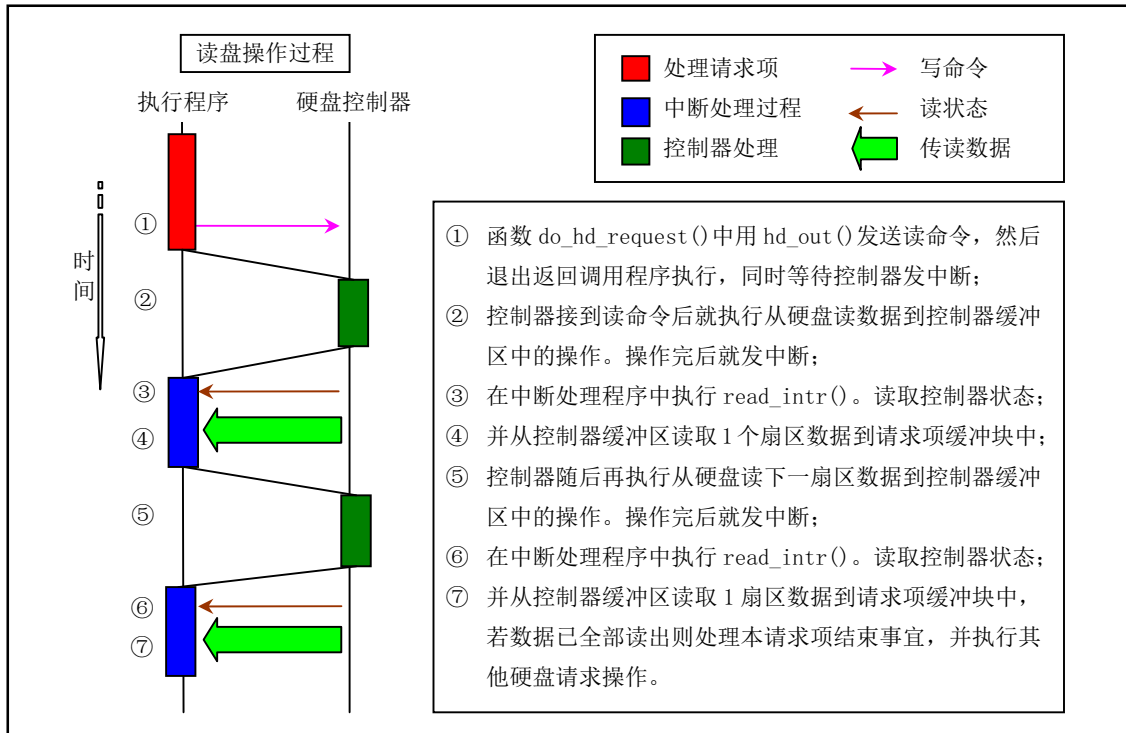 读盘操作过程
执行程序
硬盘控制器
处理请求项
写命令
中断处理过程
读状态
控制器处理
传读数据
时
间
①
②
③
④
⑤
⑥
⑦
① 函数 do_hd_request()中用 hd_out()发送读命令，然后
退出返回调用程序执行，同时等待控制器发中断；
② 控制器接到读命令后就执行从硬盘读数据到控制器缓冲
区中的操作。操作完后就发中断；
③ 在中断处理程序中执行 read_intr()。读取控制器状态；
④ 并从控制器缓冲区读取 1 个扇区数据到请求项缓冲块中；
⑤ 控制器随后再执行从硬盘读下一扇区数据到控制器缓冲
区中的操作。操作完后就发中断；
⑥ 在中断处理程序中执行 read_intr()。读取控制器状态；
⑦ 并从控制器缓冲区读取 1 扇区数据到请求项缓冲块中，
若数据已全部读出则处理本请求项结束事宜，并执行其
他硬盘请求操作。